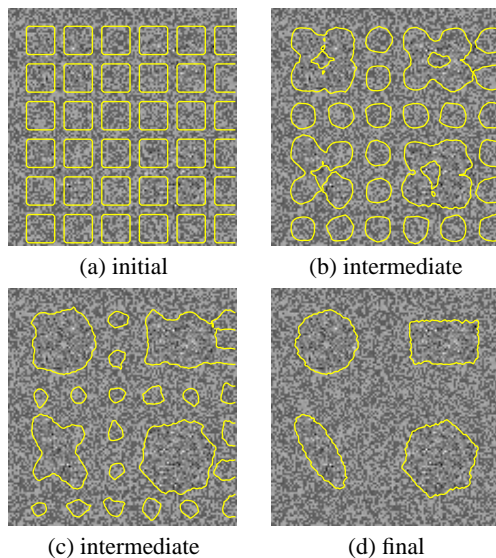 (a) initial
(b) intermediate
(c) intermediate
(d) final